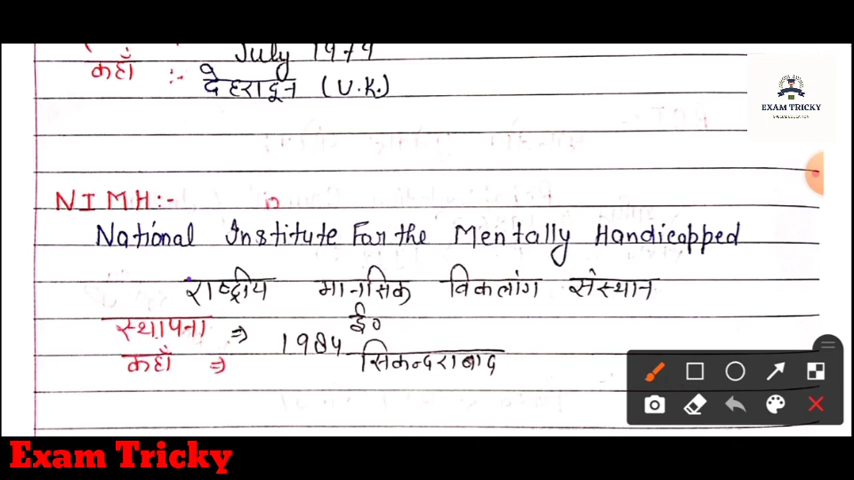 July 1979
कहाँ :- देहरादून (U.K.)
EXAM TRICKY
NIMH:-
National Institute For the Mentally Handicapped
राष्ट्रीय मानसिक विकलांग संस्थान
स्थापना ⇒ 1984 ई०
कहाँ ⇒ सिकन्दराबाद
Exam Tricky